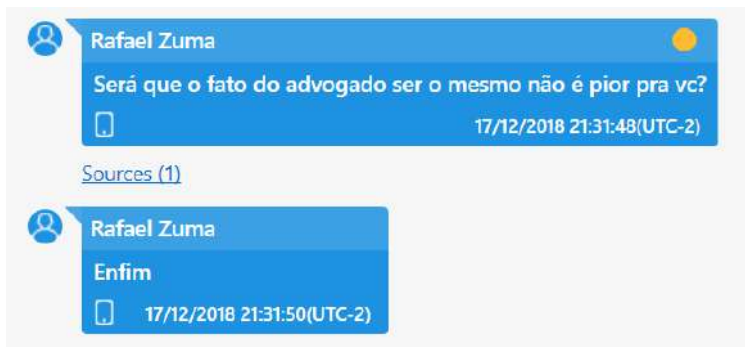 Rafael Zuma
Será que o fato do advogado ser o mesmo não é pior pra vc?
17/12/2018 21:31:48(UTC-2)
Sources (1)
Rafael Zuma
Enfim
17/12/2018 21:31:50(UTC-2)